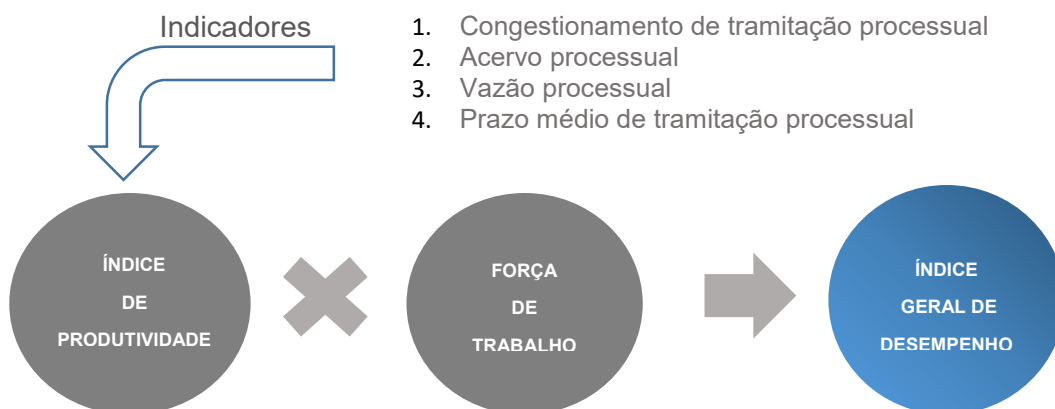 Indicadores
1. Congestionamento de tramitação processual
2. Acervo processual
3. Vazão processual
4. Prazo médio de tramitação processual
ÍNDICE
DE
PRODUTIVIDADE
FORÇA
DE
TRABALHO
ÍNDICE
GERAL DE
DESEMPENHO